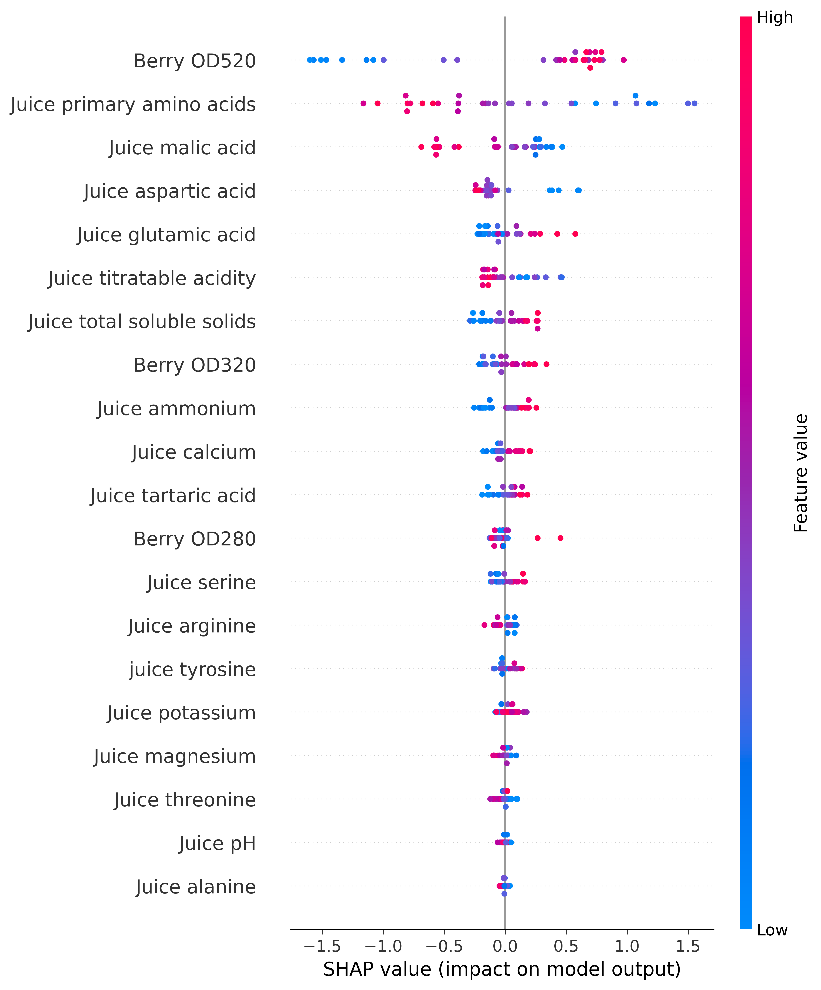 High
Berry OD520
Juice primary amino acids
Juice malic acid
Juice aspartic acid
Juice glutamic acid
Juice titratable acidity
Juice total soluble solids
Berry OD320
Juice ammonium
Juice calcium
Juice tartaric acid
Berry OD280
Juice serine
Juice arginine
juice tyrosine
Juice potassium
Juice magnesium
Juice threonine
Juice pH
Juice alanine
Feature value
Low
−1.5 −1.0 −0.5 0.0 0.5 1.0 1.5
SHAP value (impact on model output)